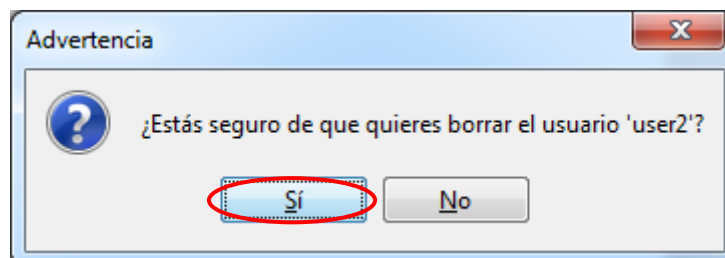 Advertencia
¿Estás seguro de que quieres borrar el usuario 'user2'?
Sí
No